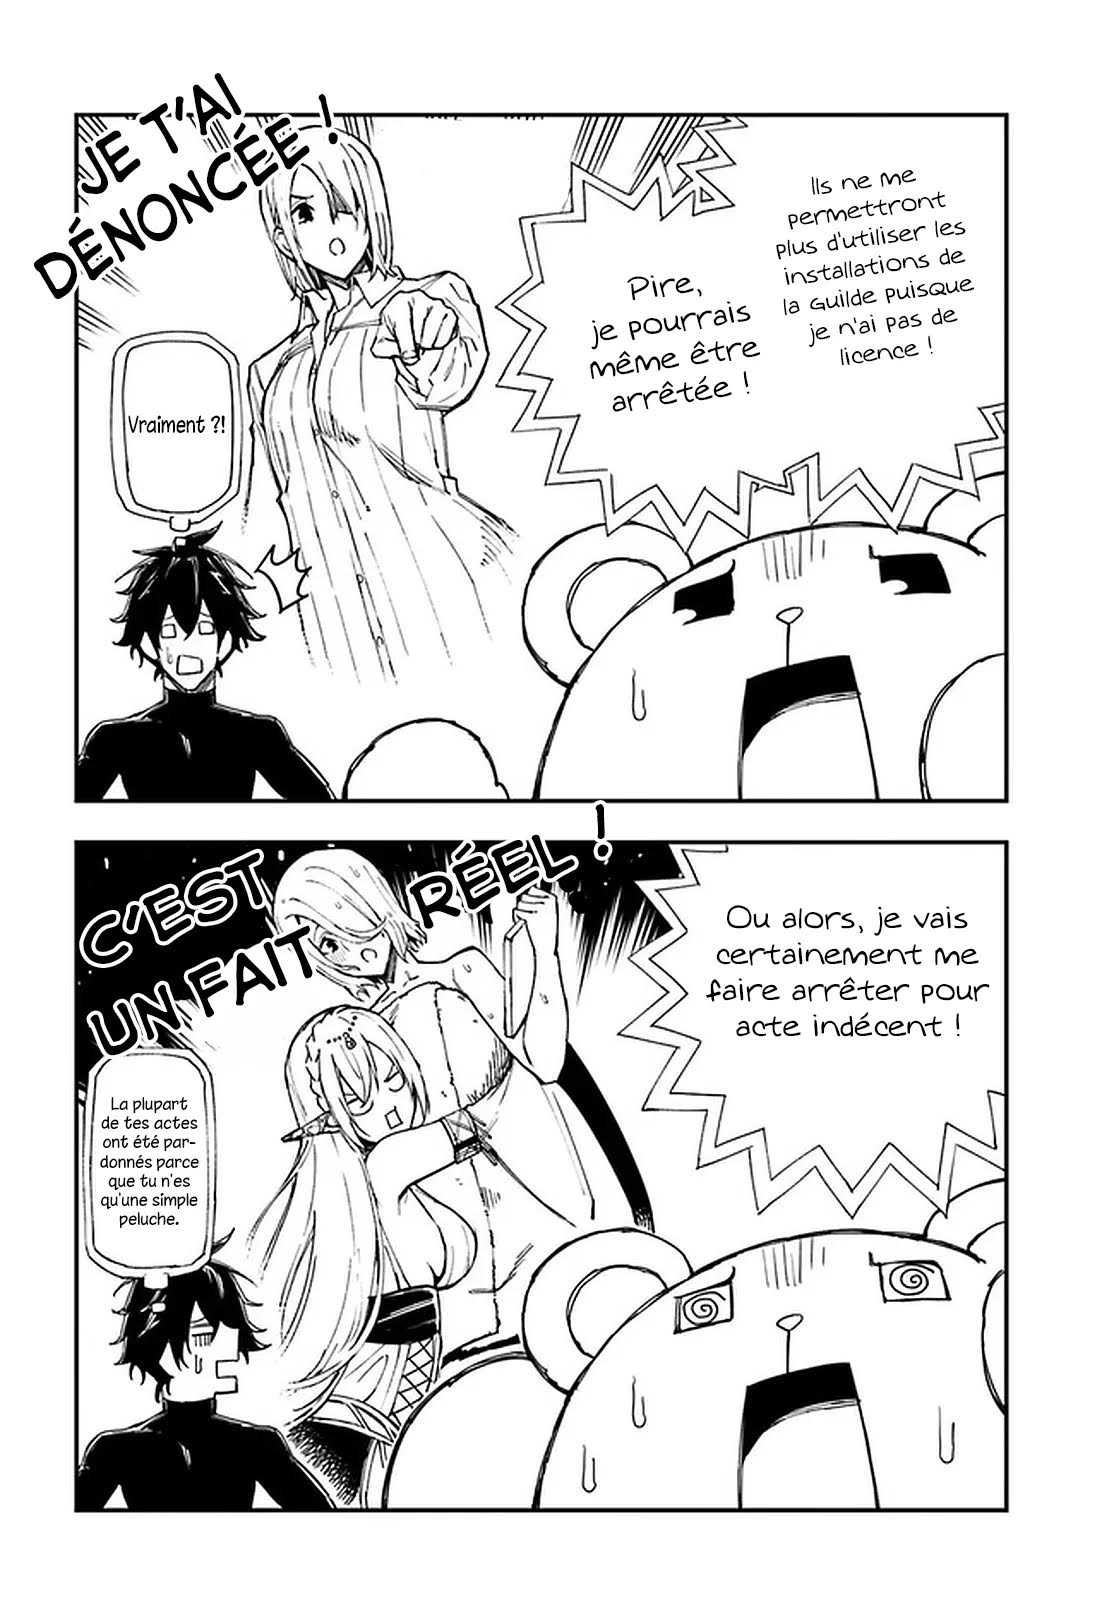 Ils ne me
permettront
plus d'utiliser les
installations de
la Guilde puisque
je n'ai pas de
licence !
Pire,
je pourrais
même être
arrêtée !
JE T'AI
DÉNONCÉE !
Vraiment ?!
Ou alors, je vais
certainement me
faire arrêter pour
acte indécent !
C'EST
UN FAIT RÉEL !
La plupart
de tes actes
ont été par-
donnés parce
que tu n'es
qu'une simple
peluche.